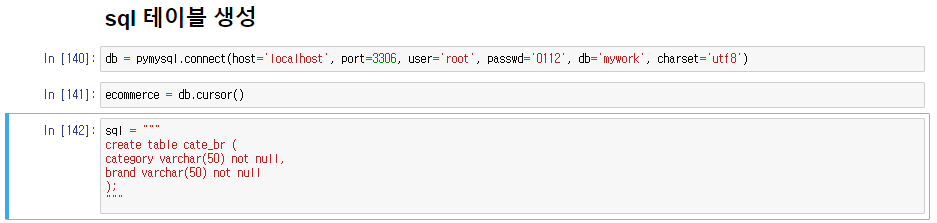 sql 테이블 생성
In [140]: db = pymysql.connect(host='localhost', port=3306, user='root', passwd='0112', db='mywork', charset='utf8')
In [141]: ecommerce = db.cursor()
In [142]: sql = """
create table cate_br (
category varchar(50) not null,
brand varchar(50) not null
);
"""